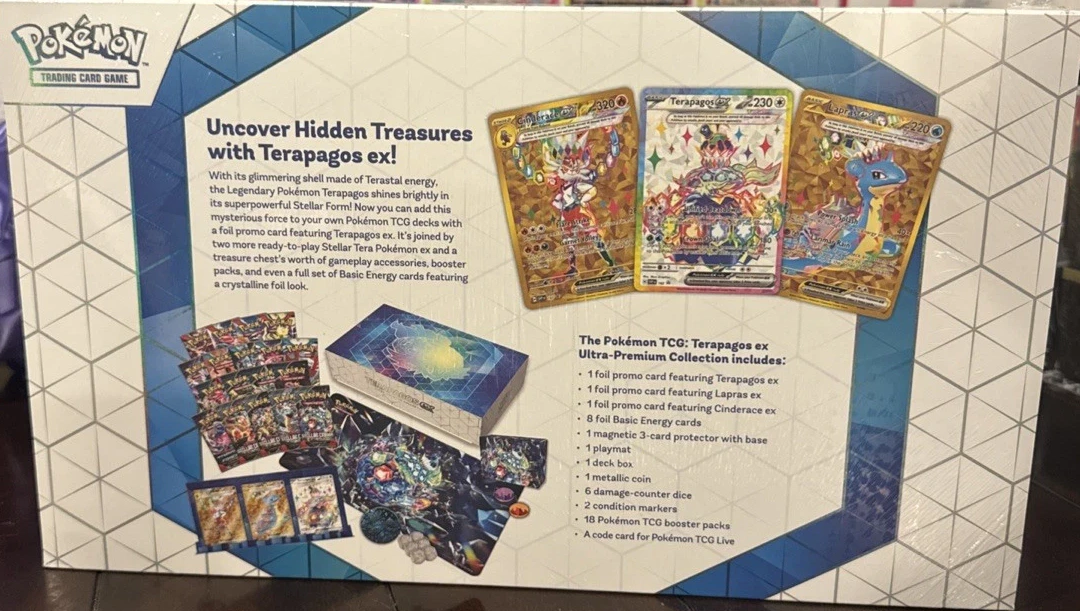 POKéMON
TRADING CARD GAME
Uncover Hidden Treasures
with Terapagos ex!
With its glimmering shell made of Terastal energy,
the Legendary Pokémon Terapagos shines brightly in
its superpowerful Stellar Form! Now you can add this
mysterious force to your own Pokémon TCG decks with
a foil promo card featuring Terapagos ex. It's joined by
two more ready-to-play Stellar Tera Pokémon ex and a
treasure chest's worth of gameplay accessories, booster
packs, and even a full set of Basic Energy cards featuring
a crystalline foil look.
Cinderace ex 320
Terapagos ex 230
Lapras ex 220
The Pokémon TCG: Terapagos ex
Ultra-Premium Collection includes:
• 1 foil promo card featuring Terapagos ex
• 1 foil promo card featuring Lapras ex
• 1 foil promo card featuring Cinderace ex
• 8 foil Basic Energy cards
• 1 magnetic 3-card protector with base
• 1 playmat
• 1 deck box
• 1 metallic coin
• 6 damage-counter dice
• 2 condition markers
• 18 Pokémon TCG booster packs
• A code card for Pokémon TCG Live